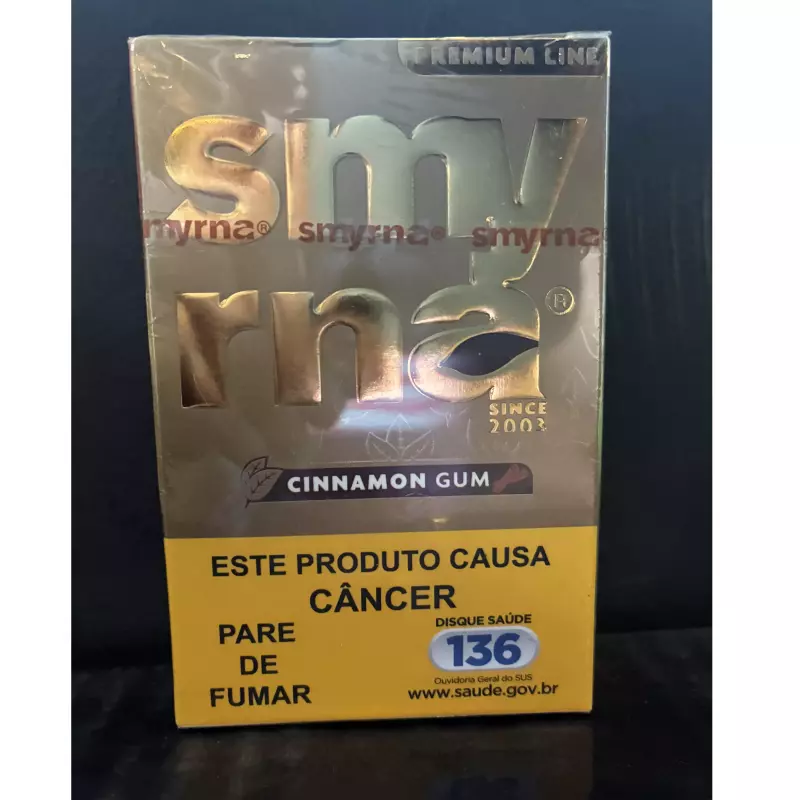 PREMIUM LINE
smy
myrna® smyrna® smyrna
rna®
SINCE
2003
CINNAMON GUM
ESTE PRODUTO CAUSA
CÂNCER
PARE
DE
FUMAR
DISQUE SAÚDE
136
Ouvidoria Geral do SUS
www.saude.gov.br